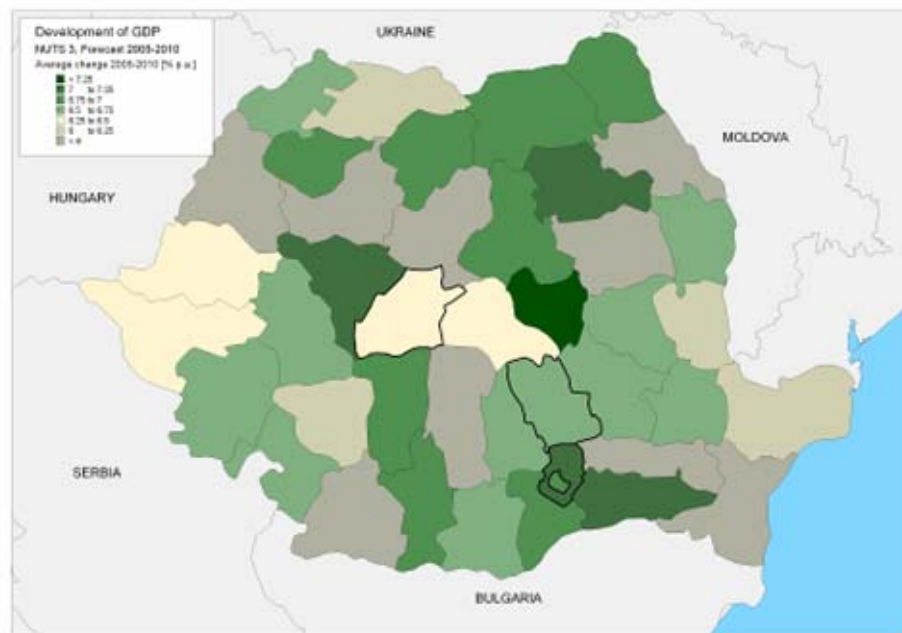 Development of GDP
NUTS 3, Forecast 2005-2010
Average change 2005-2010 [% p.a.]
7.25
7 to 7.25
6.75 to 7
6.5 to 6.75
6.25 to 6.5
6 to 6.25
< 6
UKRAINE
MOLDOVA
HUNGARY
SERBIA
BULGARIA